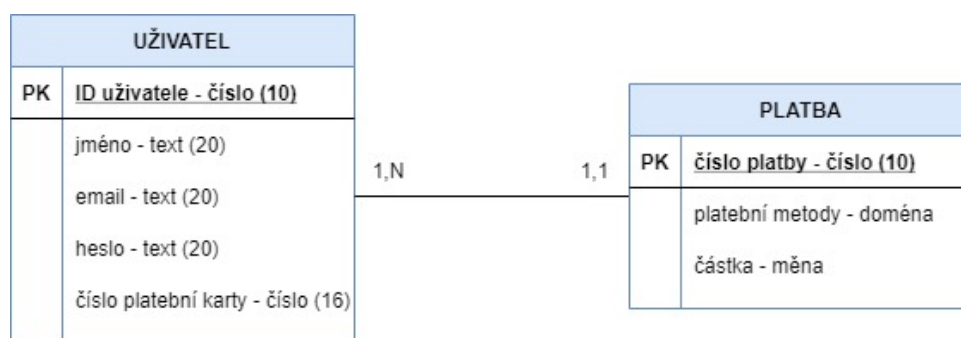 UŽIVATEL
PK ID uživatele - číslo (10)
jméno - text (20)
email - text (20)
heslo - text (20)
číslo platební karty - číslo (16)
1,N
1,1
PLATBA
PK číslo platby - číslo (10)
platební metody - doména
částka - měna